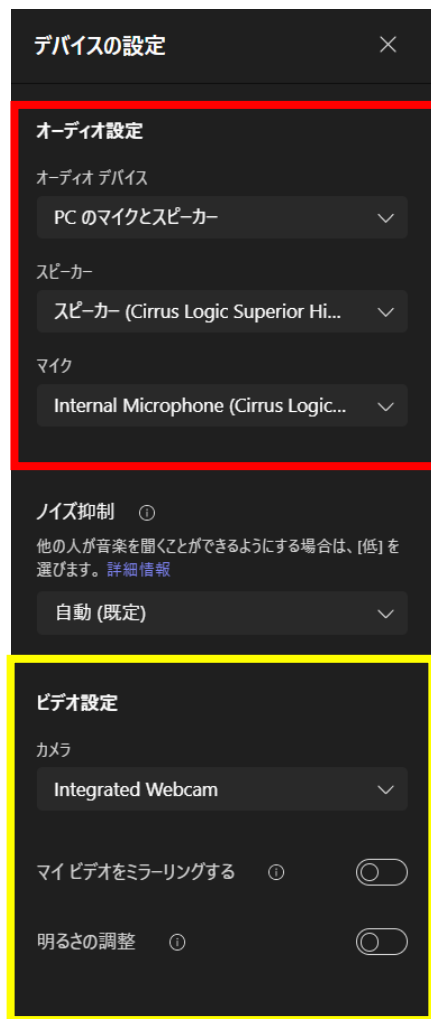 デバイスの設定
オーディオ設定
オーディオ デバイス
PC のマイクとスピーカー
スピーカー
スピーカー (Cirrus Logic Superior Hi...
マイク
Internal Microphone (Cirrus Logic...
ノイズ抑制
他の人が音楽を聞くことができるようにする場合は、[低] を
選びます。詳細情報
自動 (既定)
ビデオ設定
カメラ
Integrated Webcam
マイ ビデオをミラーリングする
明るさの調整